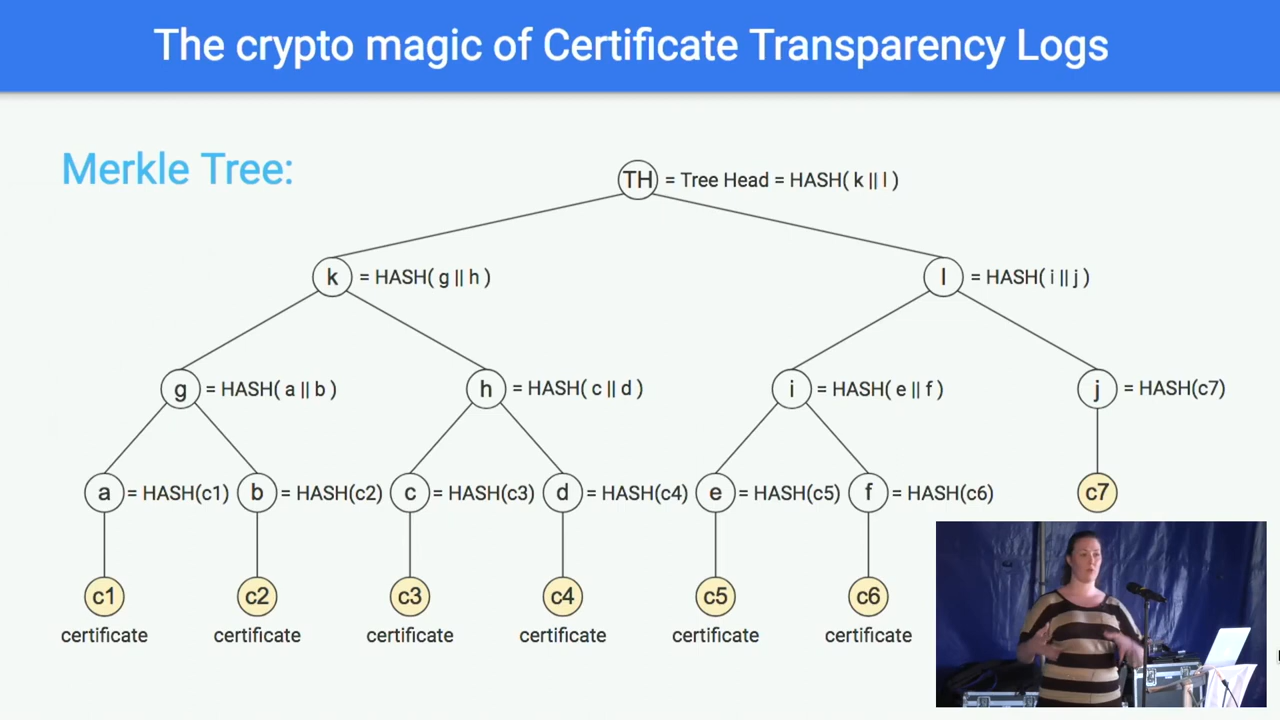 The crypto magic of Certificate Transparency Logs
Merkle Tree:
TH = Tree Head = HASH( k || l )
k = HASH( g || h )
l = HASH( i || j )
g = HASH( a || b )
h = HASH( c || d )
i = HASH( e || f )
j = HASH(c7)
a = HASH(c1)
b = HASH(c2)
c = HASH(c3)
d = HASH(c4)
e = HASH(c5)
f = HASH(c6)
c7
c1
c2
c3
c4
c5
c6
certificate
certificate
certificate
certificate
certificate
certificate